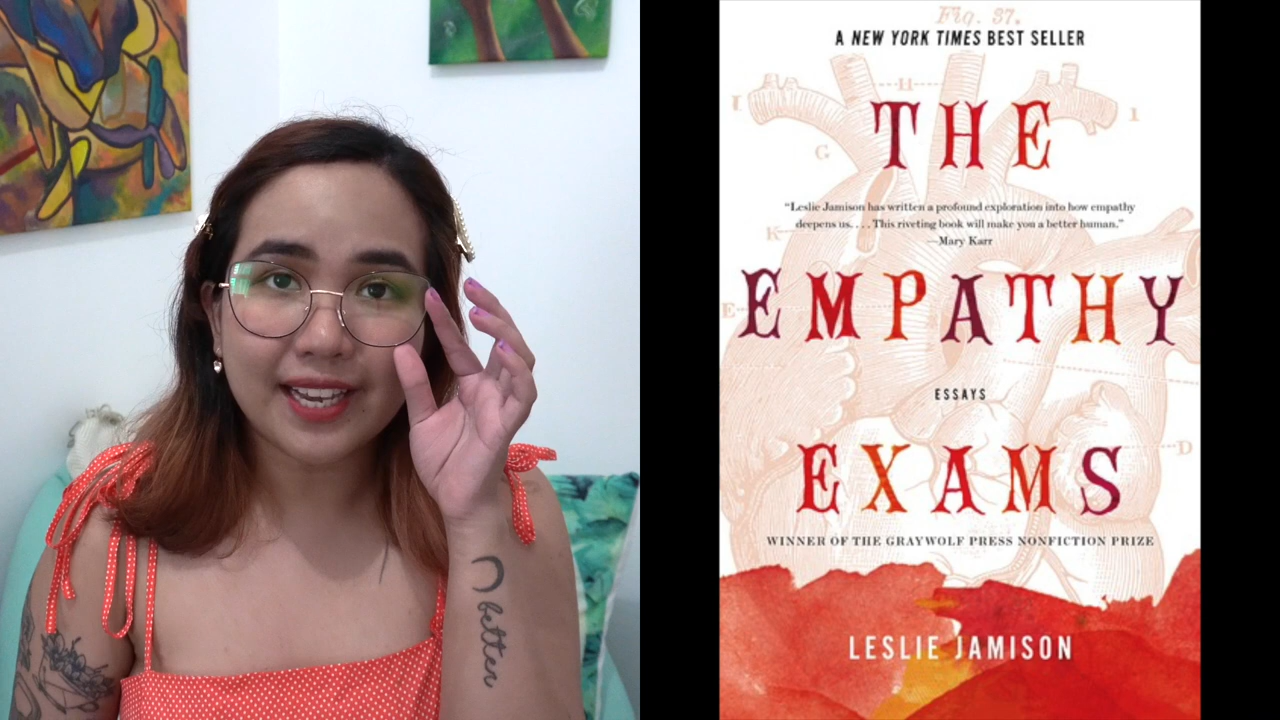 better
Fig. 37.
A NEW YORK TIMES BEST SELLER
H
I
1
THE
G
“Leslie Jamison has written a profound exploration into how empathy
deepens us. . . . This riveting book will make you a better human.”
—Mary Karr
K
E
EMPATHY
ESSAYS
D
EXAMS
WINNER OF THE GRAYWOLF PRESS NONFICTION PRIZE
LESLIE JAMISON